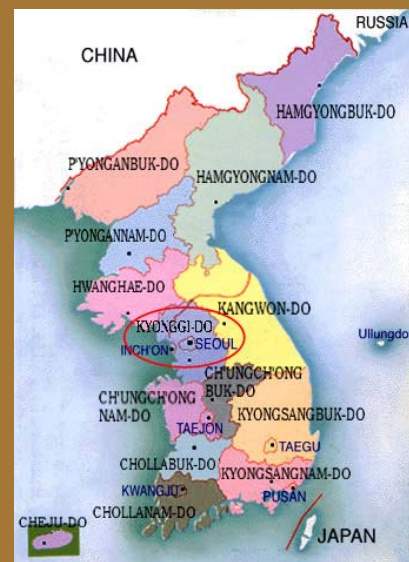 RUSSIA
CHINA
HAMGYONGBUK-DO
P'YONGANBUK-DO
HAMGYONGNAM-DO
P'YONGANNAM-DO
HWANGHAE-DO
KANGWON-DO
KYONGGI-DO
Ullungdo
SEOUL
INCH'ON
CH'UNGCH'ONG
BUK-DO
CH'UNGCH'ONG
NAM-DO
KYONGSANGBUK-DO
TAEJON
TAEGU
CHOLLABUK-DO
KYONGSANGNAM-DO
KWANGJU
PUSAN
CHOLLANAM-DO
CHEJU-DO
JAPAN